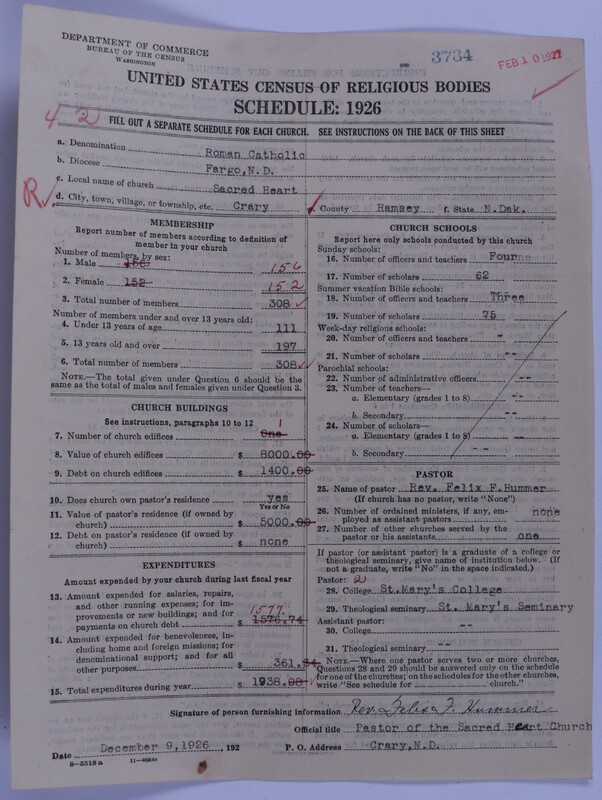 DEPARTMENT OF COMMERCE
BUREAU OF THE CENSUS
WASHINGTON
3734
FEB 10 1927
UNITED STATES CENSUS OF RELIGIOUS BODIES
SCHEDULE: 1926
4 2
FILL OUT A SEPARATE SCHEDULE FOR EACH CHURCH. SEE INSTRUCTIONS ON THE BACK OF THIS SHEET
a. Denomination Roman Catholic
b. Diocese Fargo, N.D.
c. Local name of church Sacred Heart
R
d. City, town, village, or township, etc. Crary County Ramsey f. State N.Dak.
MEMBERSHIP
Report number of members according to definition of
member in your church
Number of members by sex:
1. Male 156 156
2. Female 152 152
3. Total number of members 308
Number of members under and over 13 years old:
4. Under 13 years of age 111
5. 13 years old and over 197
6. Total number of members 308
NOTE.—The total given under Question 6 should be
same as the total of males and females given under Question 3.
CHURCH BUILDINGS
See instructions, paragraphs 10 to 12
7. Number of church edifices One 1
8. Value of church edifices $ 8000.00
9. Debt on church edifices $ 1400.00
10. Does church own pastor's residence yes
Yes or No
11. Value of pastor's residence (if owned by
church) $ 5000.00
12. Debt on pastor's residence (if owned by
church) $ none
EXPENDITURES
Amount expended by your church during last fiscal year
13. Amount expended for salaries, repairs,
and other running expenses; for im-
provements or new buildings; and for
payments on church debt $ 1576.74 1577.
14. Amount expended for benevolences, in-
cluding home and foreign missions; for
denominational support; and for all
other purposes $ 361.
15. Total expenditures during year $ 1938.
CHURCH SCHOOLS
Report here only schools conducted by this church
Sunday schools:
16. Number of officers and teachers Four
17. Number of scholars 62
Summer vacation Bible schools:
18. Number of officers and teachers Three
19. Number of scholars 75
Week-day religious schools:
20. Number of officers and teachers -
21. Number of scholars --
Parochial schools:
22. Number of administrative officers --
23. Number of teachers—
a. Elementary (grades 1 to 8) --
b. Secondary --
24. Number of scholars—
a. Elementary (grades 1 to 8) --
b. Secondary --
PASTOR
25. Name of pastor Rev. Felix F.Hummer
(If church has no pastor, write "None")
26. Number of ordained ministers, if any, em-
ployed as assistant pastors none
27. Number of other churches served by the
pastor or his assistants one
If pastor (or assistant pastor) is a graduate of a college or
theological seminary, give name of institution below. (If
not a graduate, write "No" in the space indicated.)
Pastor: 2
28. College St.Mary's College
29. Theological seminary St. Mary's Seminary
Assistant pastor:
30. College --
31. Theological seminary --
NOTE.—Where one pastor serves two or more churches,
Questions 28 and 29 should be answered only on the schedule
for one of the churches; on the schedules for the other churches,
write "See schedule for church."
Signature of person furnishing information Rev. Felix F. Hummer
Official title Pastor of the Sacred Heart Church
Date December 9,1926 , 192 P. O. Address Crary,N.D.
8-5518 a